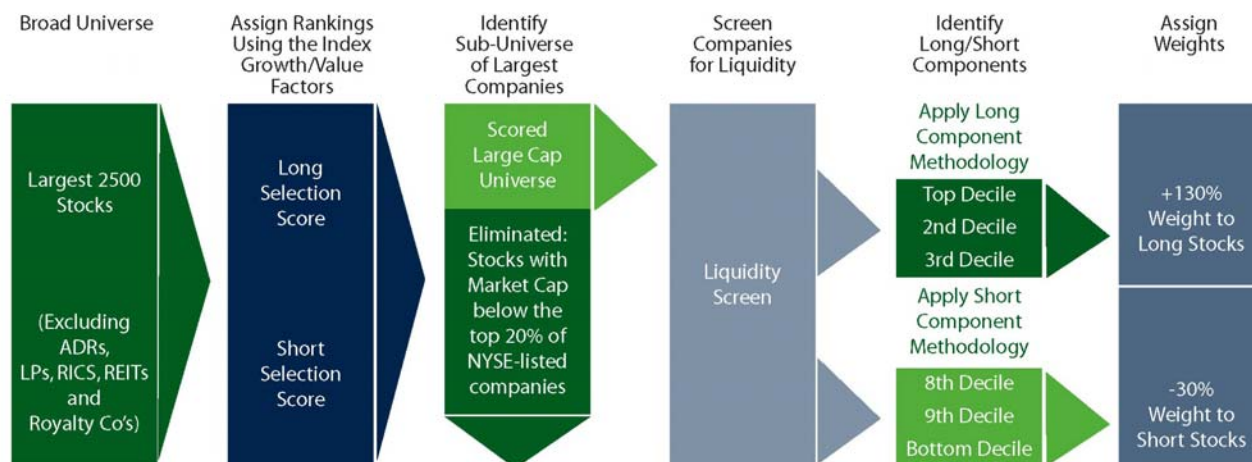 Broad Universe
Assign Rankings
Using the Index
Growth/Value
Factors
Identify
Sub-Universe
of Largest
Companies
Screen
Companies
for Liquidity
Identify
Long/Short
Components
Assign
Weights
Largest 2500
Stocks
(Excluding
ADRs,
LPs, RICS, REITs
and
Royalty Co's)
Long
Selection
Score
Short
Selection
Score
Scored
Large Cap
Universe
Eliminated:
Stocks with
Market Cap
below the
top 20% of
NYSE-listed
companies
Liquidity
Screen
Apply Long
Component
Methodology
Top Decile
2nd Decile
3rd Decile
Apply Short
Component
Methodology
8th Decile
9th Decile
Bottom Decile
+130%
Weight to
Long Stocks
-30%
Weight to
Short Stocks